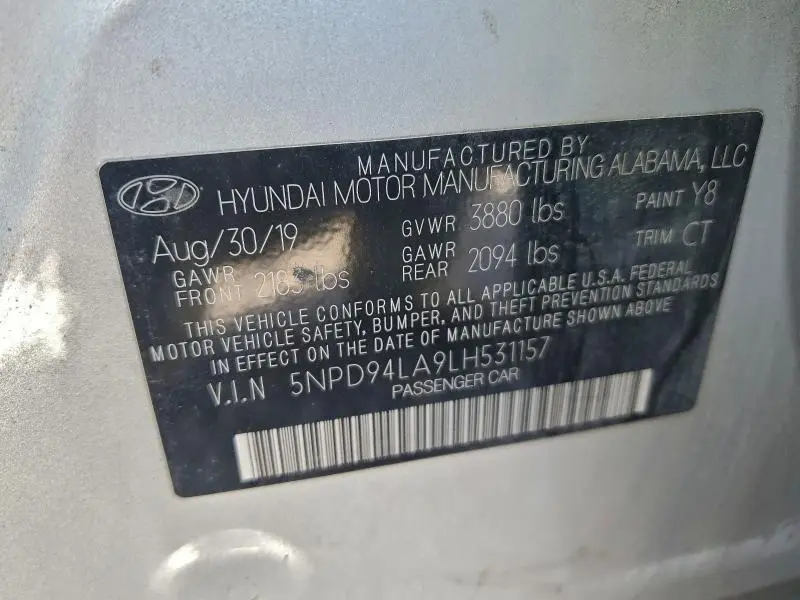 MANUFACTURED BY
HYUNDAI MOTOR MANUFACTURING ALABAMA, LLC
Aug/30/19 GVWR 3880 lbs PAINT Y8
GAWR FRONT 2183 lbs GAWR REAR 2094 lbs TRIM CT
THIS VEHICLE CONFORMS TO ALL APPLICABLE U.S.A. FEDERAL
MOTOR VEHICLE SAFETY, BUMPER, AND THEFT PREVENTION STANDARDS
IN EFFECT ON THE DATE OF MANUFACTURE SHOWN ABOVE
V.I.N 5NPD94LA9LH531157
PASSENGER CAR